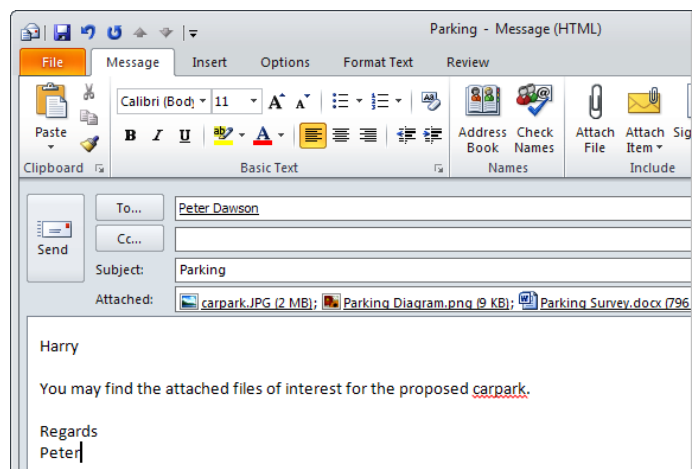 Parking - Message (HTML)
File Message Insert Options Format Text Review
Calibri (Body 11 A A Aa
B I U ab A
Paste
Address Book
Check Names
Attach File
Attach Item
Sig
Clipboard Basic Text Names Include
To... Peter Dawson
Cc...
Send
Subject: Parking
Attached: carpark.JPG (2 MB); Parking Diagram.png (9 KB); Parking Survey.docx (796
Harry
You may find the attached files of interest for the proposed carpark.
Regards
Peter